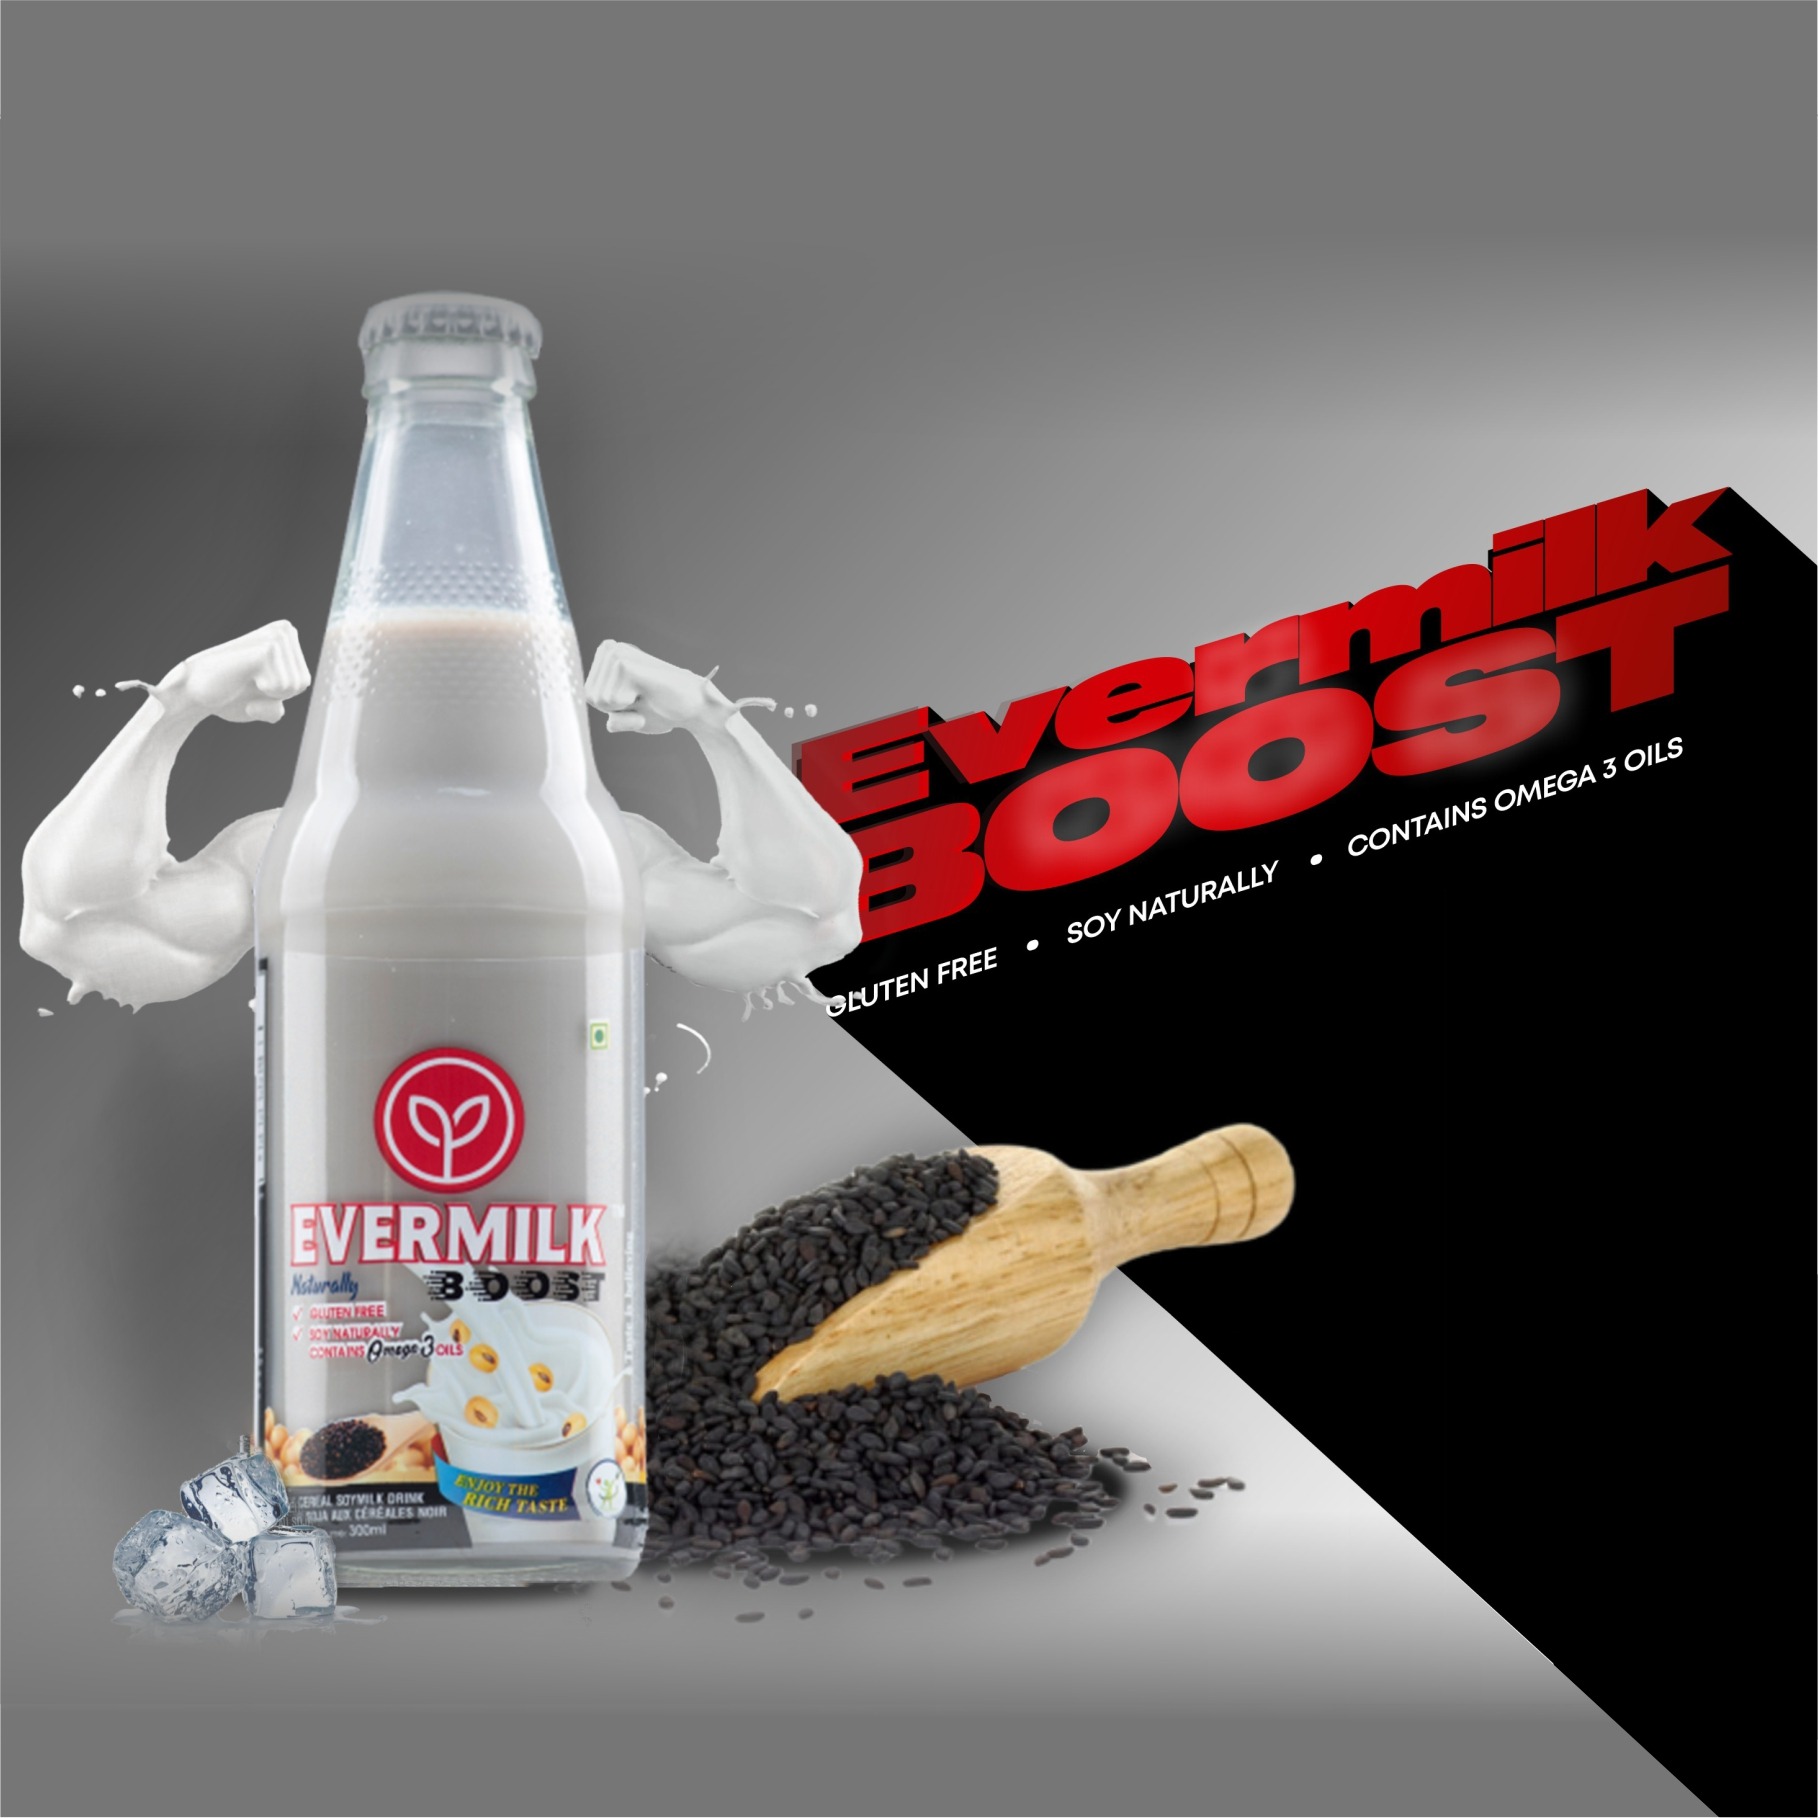 Evermilk
BOOST
GLUTEN FREE • SOY NATURALLY • CONTAINS OMEGA 3 OILS
EVERMILK
Naturally BOOST
✓ GLUTEN FREE
✓ SOY NATURALLY
CONTAINS Omega 3 OILS
ENJOY THE
RICH TASTE
CEREAL SOYMILK DRINK
SOJA AUX CÉRÉALES NOIR
300ml